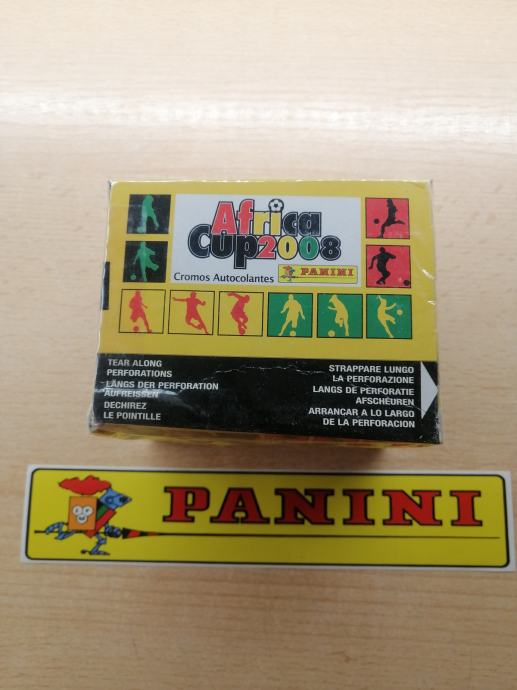 Africa
Cup2008
Cromos Autocolantes PANINI
TEAR ALONG
PERFORATIONS
LÄNGS DER PERFORATION
AUFREISSEN
DECHIREZ
LE POINTILLE
STRAPPARE LUNGO
LA PERFORAZIONE
LANGS DE PERFORATIE
AFSCHEUREN
ARRANCAR A LO LARGO
DE LA PERFORACION
PANINI